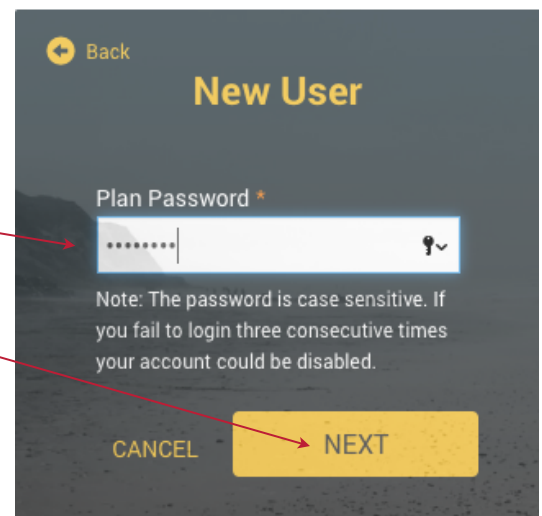 Back
New User
Plan Password *
••••••••
Note: The password is case sensitive. If
you fail to login three consecutive times
your account could be disabled.
CANCEL NEXT